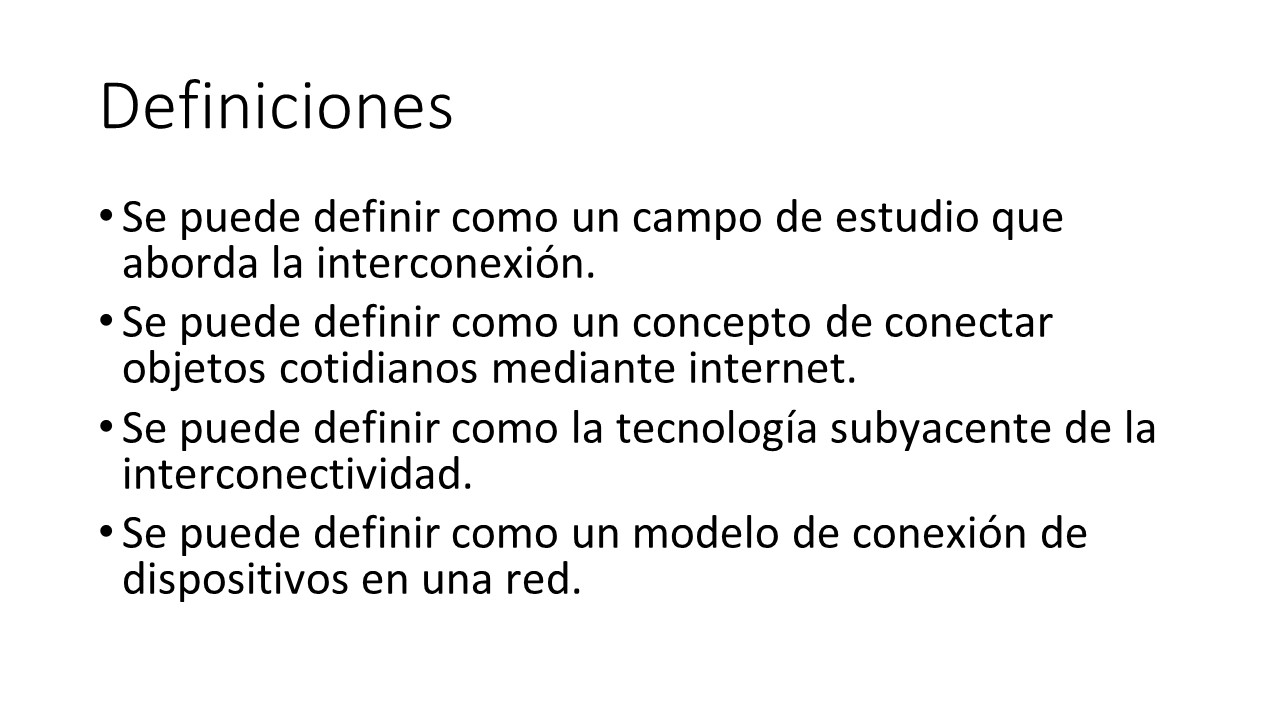 Definiciones
• Se puede definir como un campo de estudio que
aborda la interconexión.
• Se puede definir como un concepto de conectar
objetos cotidianos mediante internet.
• Se puede definir como la tecnología subyacente de la
interconectividad.
• Se puede definir como un modelo de conexión de
dispositivos en una red.